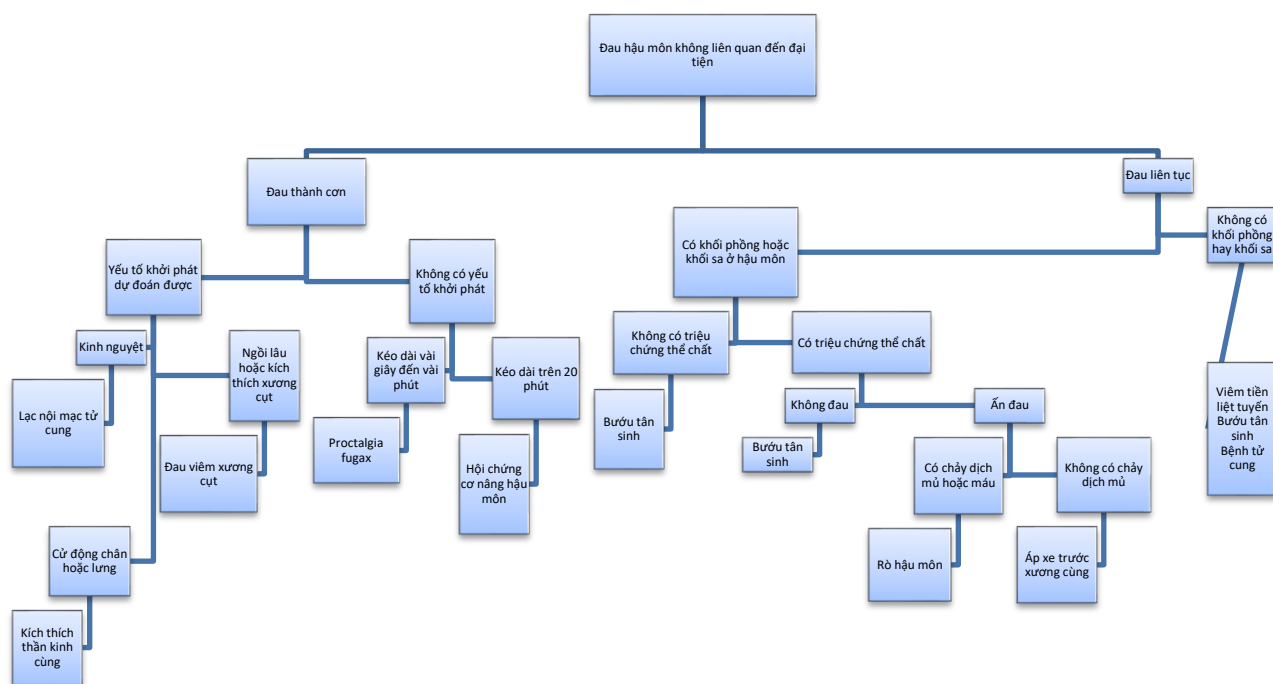 Đau hậu môn không liên quan đến đại
tiện
Đau thành cơn
Đau liên tục
Yếu tố khởi phát
dự đoán được
Không có yếu
tố khởi phát
Có khối phồng hoặc
khối sa ở hậu môn
Không có
khối phồng
hay khối sa
Kinh nguyệt
Lạc nội mạc tử
cung
Ngồi lâu
hoặc kích
thích xương
cụt
Đau viêm xương
cụt
Cử động chân
hoặc lưng
Kích thích
thần kinh
cùng
Kéo dài vài
giây đến vài
phút
Proctalgia
fugax
Kéo dài trên 20
phút
Hội chứng
cơ nâng hậu
môn
Không có triệu
chứng thể chất
Bướu tân
sinh
Có triệu chứng thể chất
Không đau
Bướu tân
sinh
Ấn đau
Có chảy dịch
mủ hoặc máu
Rò hậu môn
Không có chảy
dịch mủ
Áp xe trước
xương cùng
Viêm tiền
liệt tuyến
Bướu tân
sinh
Bệnh tử
cung